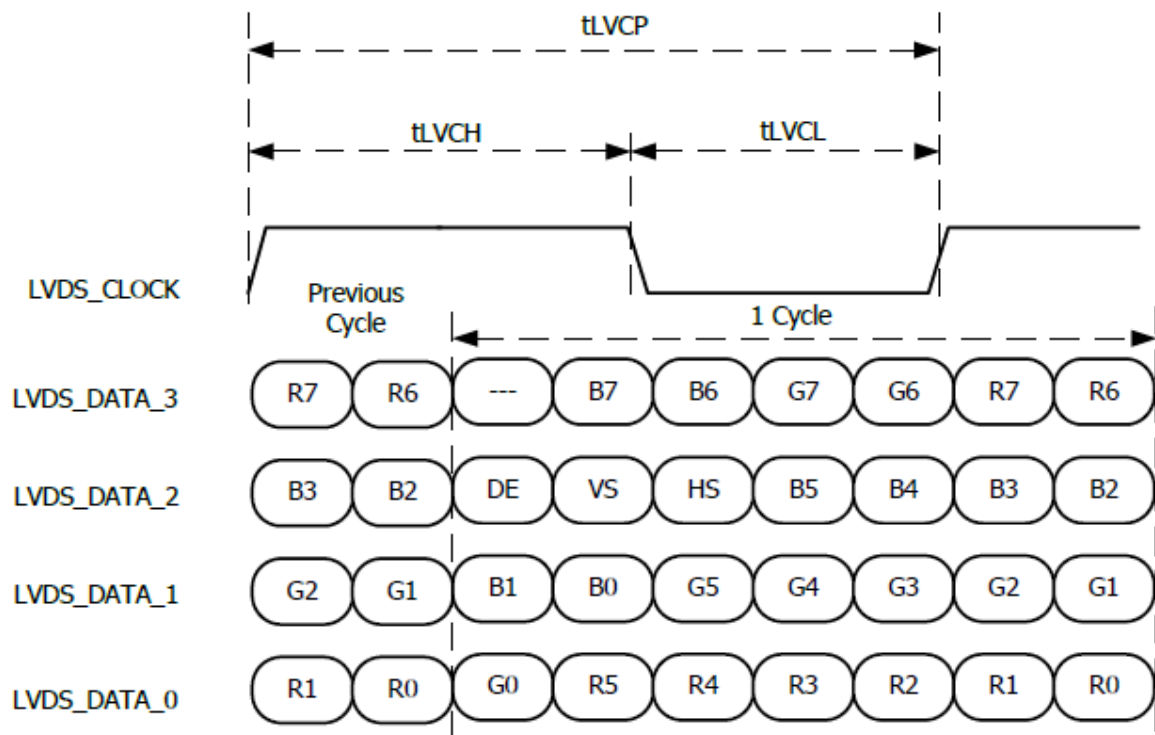 tLVCP
tLVCH tLVCL
LVDS_CLOCK
Previous
Cycle
1 Cycle
LVDS_DATA_3 R7 R6 --- B7 B6 G7 G6 R7 R6
LVDS_DATA_2 B3 B2 DE VS HS B5 B4 B3 B2
LVDS_DATA_1 G2 G1 B1 B0 G5 G4 G3 G2 G1
LVDS_DATA_0 R1 R0 G0 R5 R4 R3 R2 R1 R0